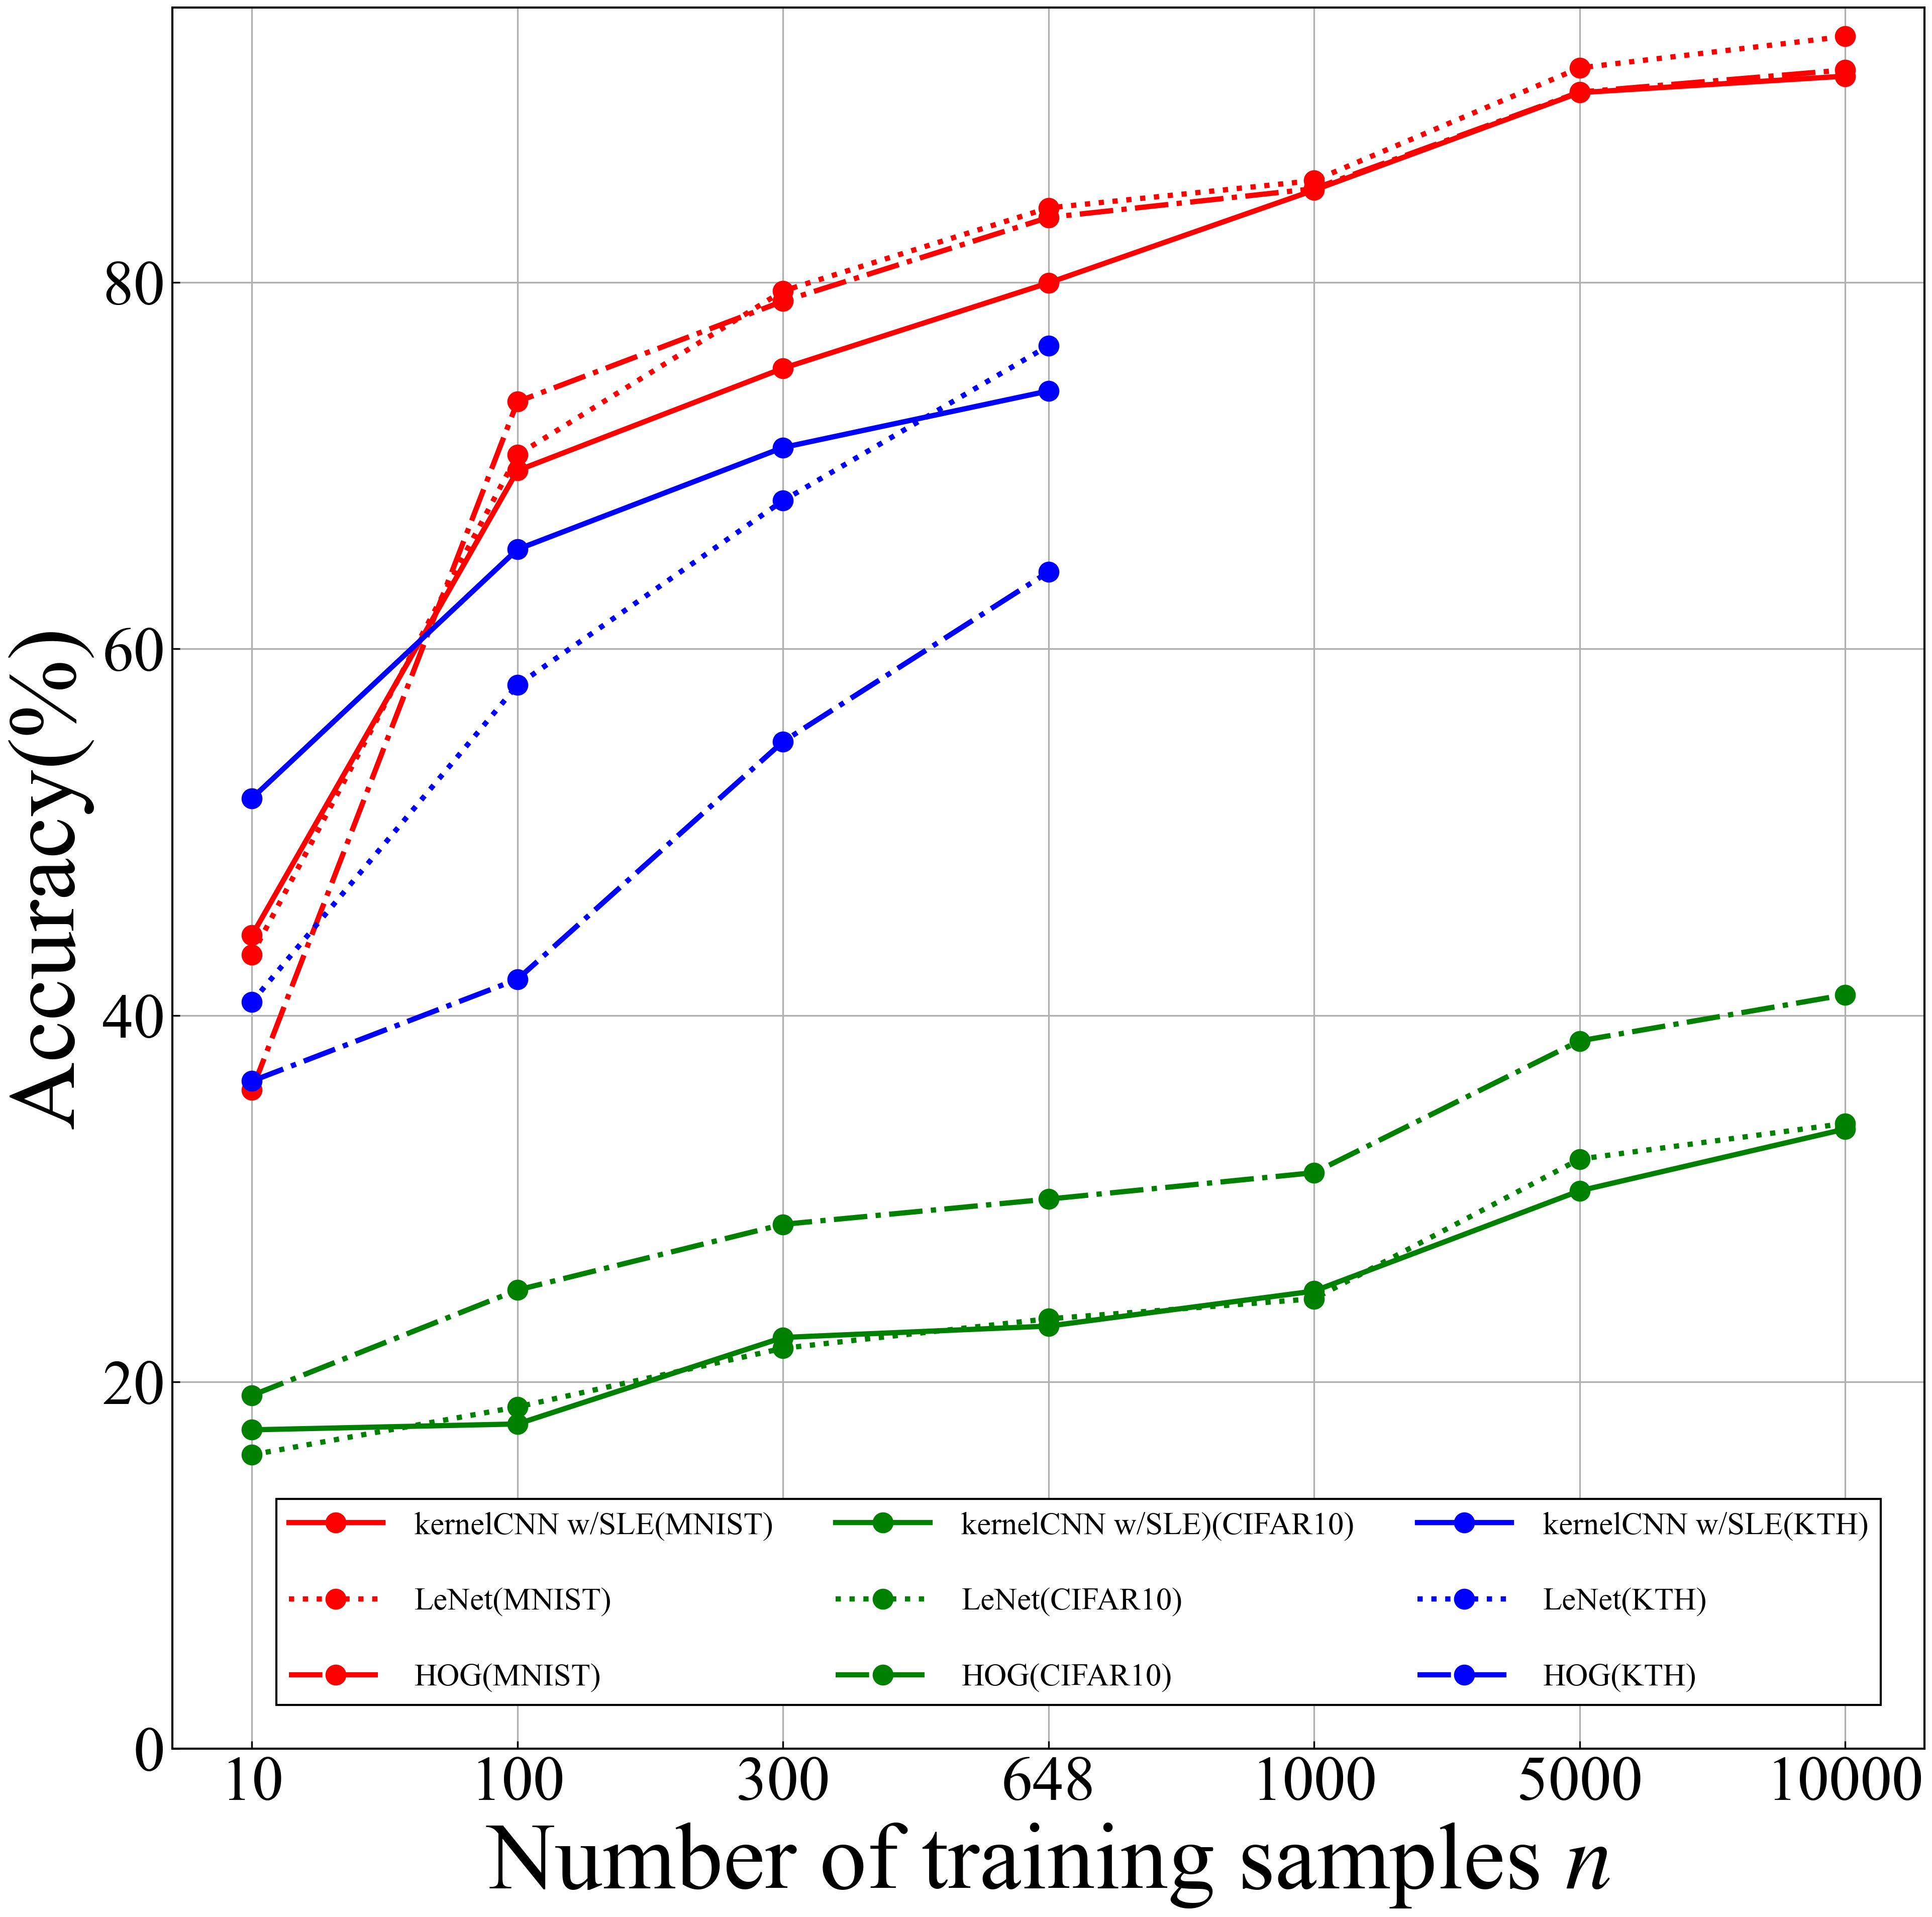 Accuracy(%)
80
60
40
20
0
kernelCNN w/SLE(MNIST) kernelCNN w/SLE)(CIFAR10) kernelCNN w/SLE(KTH)
LeNet(MNIST) LeNet(CIFAR10) LeNet(KTH)
HOG(MNIST) HOG(CIFAR10) HOG(KTH)
10 100 300 648 1000 5000 10000
Number of training samples n